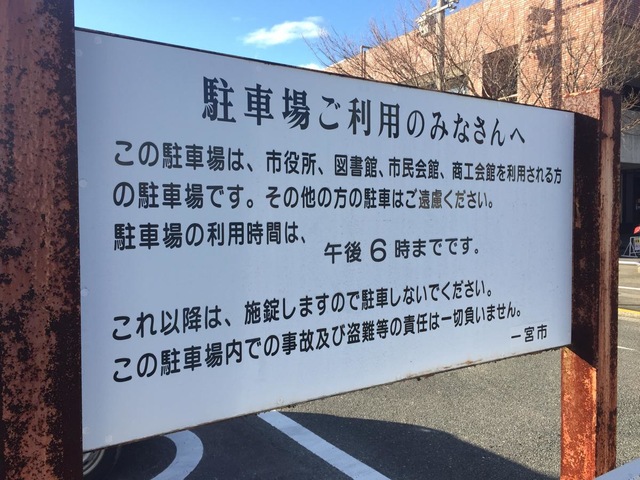 駐車場ご利用のみなさんへ
この駐車場は、市役所、図書館、市民会館、商工会館を利用される方
の駐車場です。その他の方の駐車はご遠慮ください。
駐車場の利用時間は、 午後6時までです。
これ以降は、施錠しますので駐車しないでください。
この駐車場内での事故及び盗難等の責任は一切負いません。
一宮市